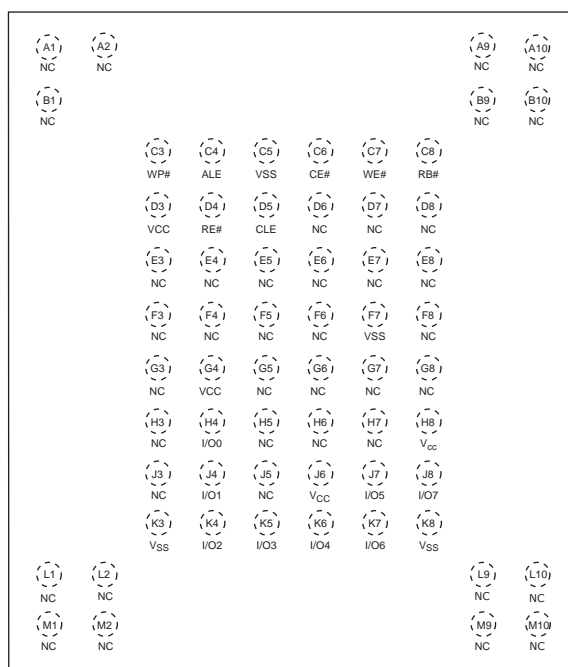 A1 A2 A9 A10
NC NC NC NC
B1 B9 B10
NC NC NC
C3 C4 C5 C6 C7 C8
WP# ALE VSS CE# WE# RB#
D3 D4 D5 D6 D7 D8
VCC RE# CLE NC NC NC
E3 E4 E5 E6 E7 E8
NC NC NC NC NC NC
F3 F4 F5 F6 F7 F8
NC NC NC NC VSS NC
G3 G4 G5 G6 G7 G8
NC VCC NC NC NC NC
H3 H4 H5 H6 H7 H8
NC I/O0 NC NC NC Vcc
J3 J4 J5 J6 J7 J8
NC I/O1 NC VCC I/O5 I/O7
K3 K4 K5 K6 K7 K8
VSS I/O2 I/O3 I/O4 I/O6 VSS
L1 L2 L9 L10
NC NC NC NC
M1 M2 M9 M10
NC NC NC NC